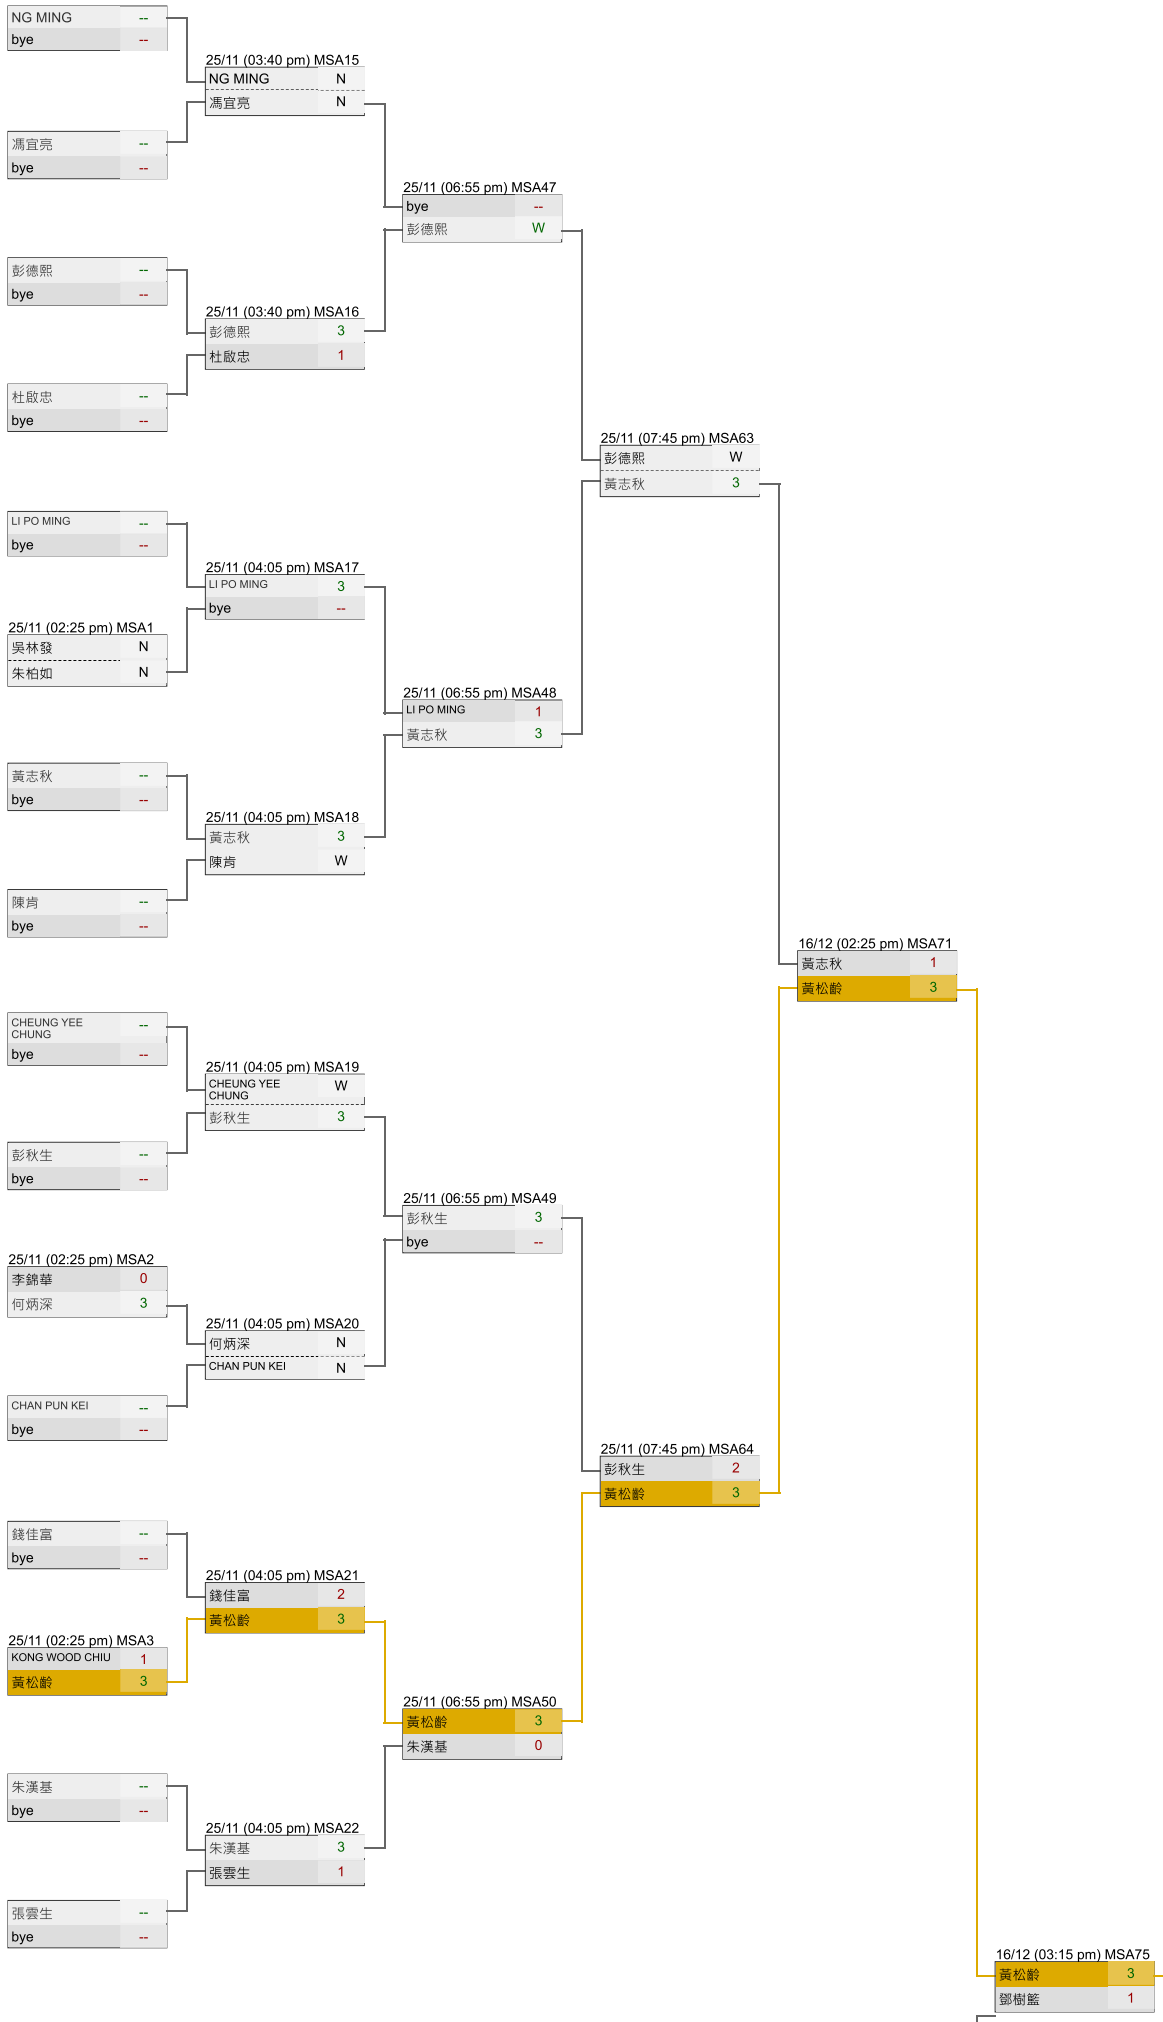 NG MING --
bye --
25/11 (03:40 pm) MSA15
NG MING N
馮宜亮 N
馮宜亮 --
bye --
25/11 (06:55 pm) MSA47
bye --
彭德熙 W
彭德熙 --
bye --
25/11 (03:40 pm) MSA16
彭德熙 3
杜啟忠 1
杜啟忠 --
bye --
25/11 (07:45 pm) MSA63
彭德熙 W
黃志秋 3
LI PO MING --
bye --
25/11 (04:05 pm) MSA17
LI PO MING 3
bye --
25/11 (02:25 pm) MSA1
吳林發 N
朱柏如 N
25/11 (06:55 pm) MSA48
LI PO MING 1
黃志秋 3
黃志秋 --
bye --
25/11 (04:05 pm) MSA18
黃志秋 3
陳肯 W
陳肯 --
bye --
16/12 (02:25 pm) MSA71
黃志秋 1
黃松齡 3
CHEUNG YEE
CHUNG --
bye --
25/11 (04:05 pm) MSA19
CHEUNG YEE
CHUNG W
彭秋生 3
彭秋生 --
bye --
25/11 (06:55 pm) MSA49
彭秋生 3
bye --
25/11 (02:25 pm) MSA2
李錦華 0
何炳深 3
25/11 (04:05 pm) MSA20
何炳深 N
CHAN PUN KEI N
CHAN PUN KEI --
bye --
25/11 (07:45 pm) MSA64
彭秋生 2
黃松齡 3
錢佳富 --
bye --
25/11 (04:05 pm) MSA21
錢佳富 2
黃松齡 3
25/11 (02:25 pm) MSA3
KONG WOOD CHIU 1
黃松齡 3
25/11 (06:55 pm) MSA50
黃松齡 3
朱漢基 0
朱漢基 --
bye --
25/11 (04:05 pm) MSA22
朱漢基 3
張雲生 1
張雲生 --
bye --
16/12 (03:15 pm) MSA75
黃松齡 3
鄧樹籃 1